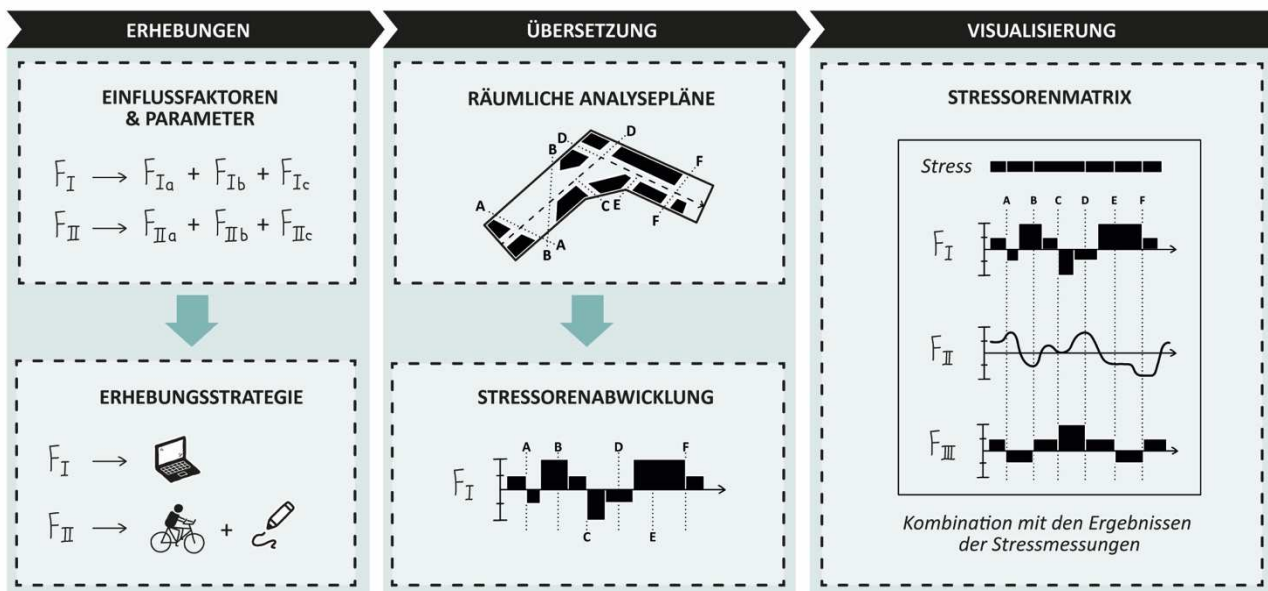 ERHEBUNGEN
EINFLUSSFAKTOREN
& PARAMETER
F_I → F_Ia + F_Ib + F_Ic
F_II → F_IIa + F_IIb + F_IIc
ERHEBUNGSSTRATEGIE
F_I →
F_II → +
ÜBERSETZUNG
RÄUMLICHE ANALYSEPLÄNE
D D
B F
A C E
F
A
B
STRESSORENABWICKLUNG
A B D F
F_I
C E
VISUALISIERUNG
STRESSORENMATRIX
Stress
A B C D E F
F_I
F_II
F_III
Kombination mit den Ergebnissen
der Stressmessungen